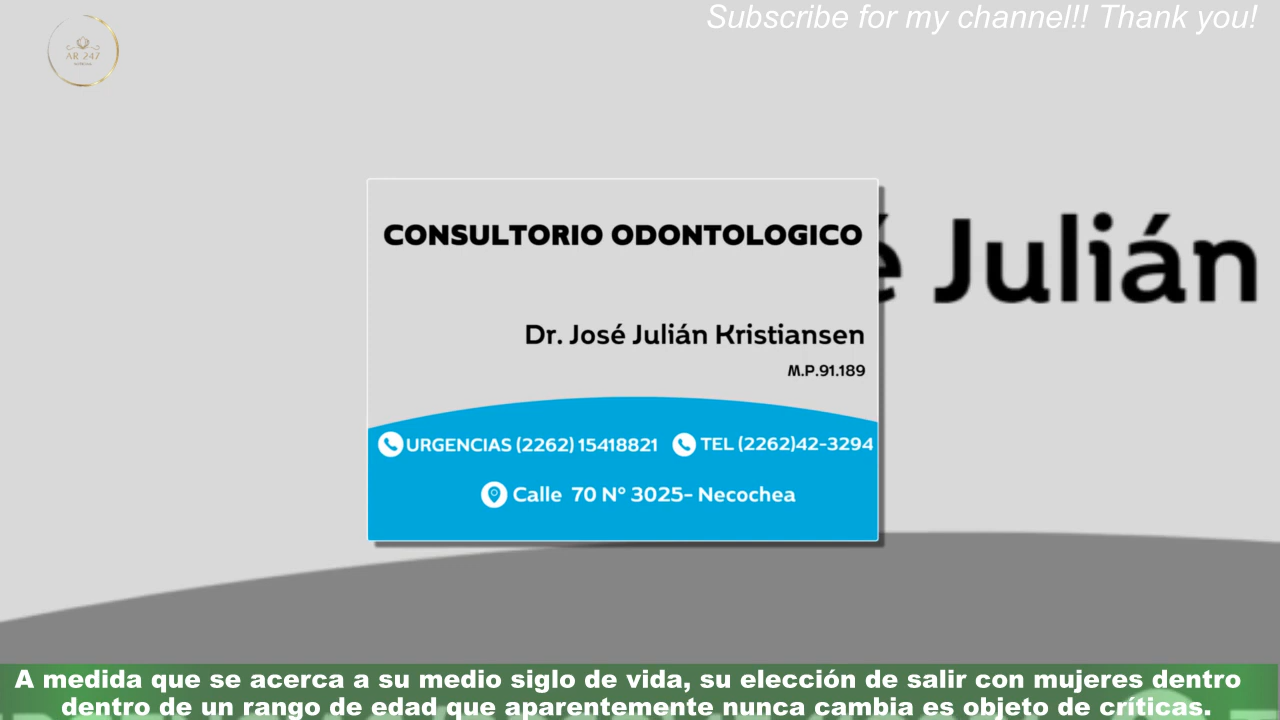 Subscribe for my channel!! Thank you!
AR 247
CONSULTORIO ODONTOLOGICO
é Julián
Dr. José Julián Kristiansen
M.P.91.189
URGENCIAS (2262) 15418821 TEL (2262)42-3294
Calle 70 N° 3025- Necochea
A medida que se acerca a su medio siglo de vida, su elección de salir con mujeres dentro
dentro de un rango de edad que aparentemente nunca cambia es objeto de críticas.